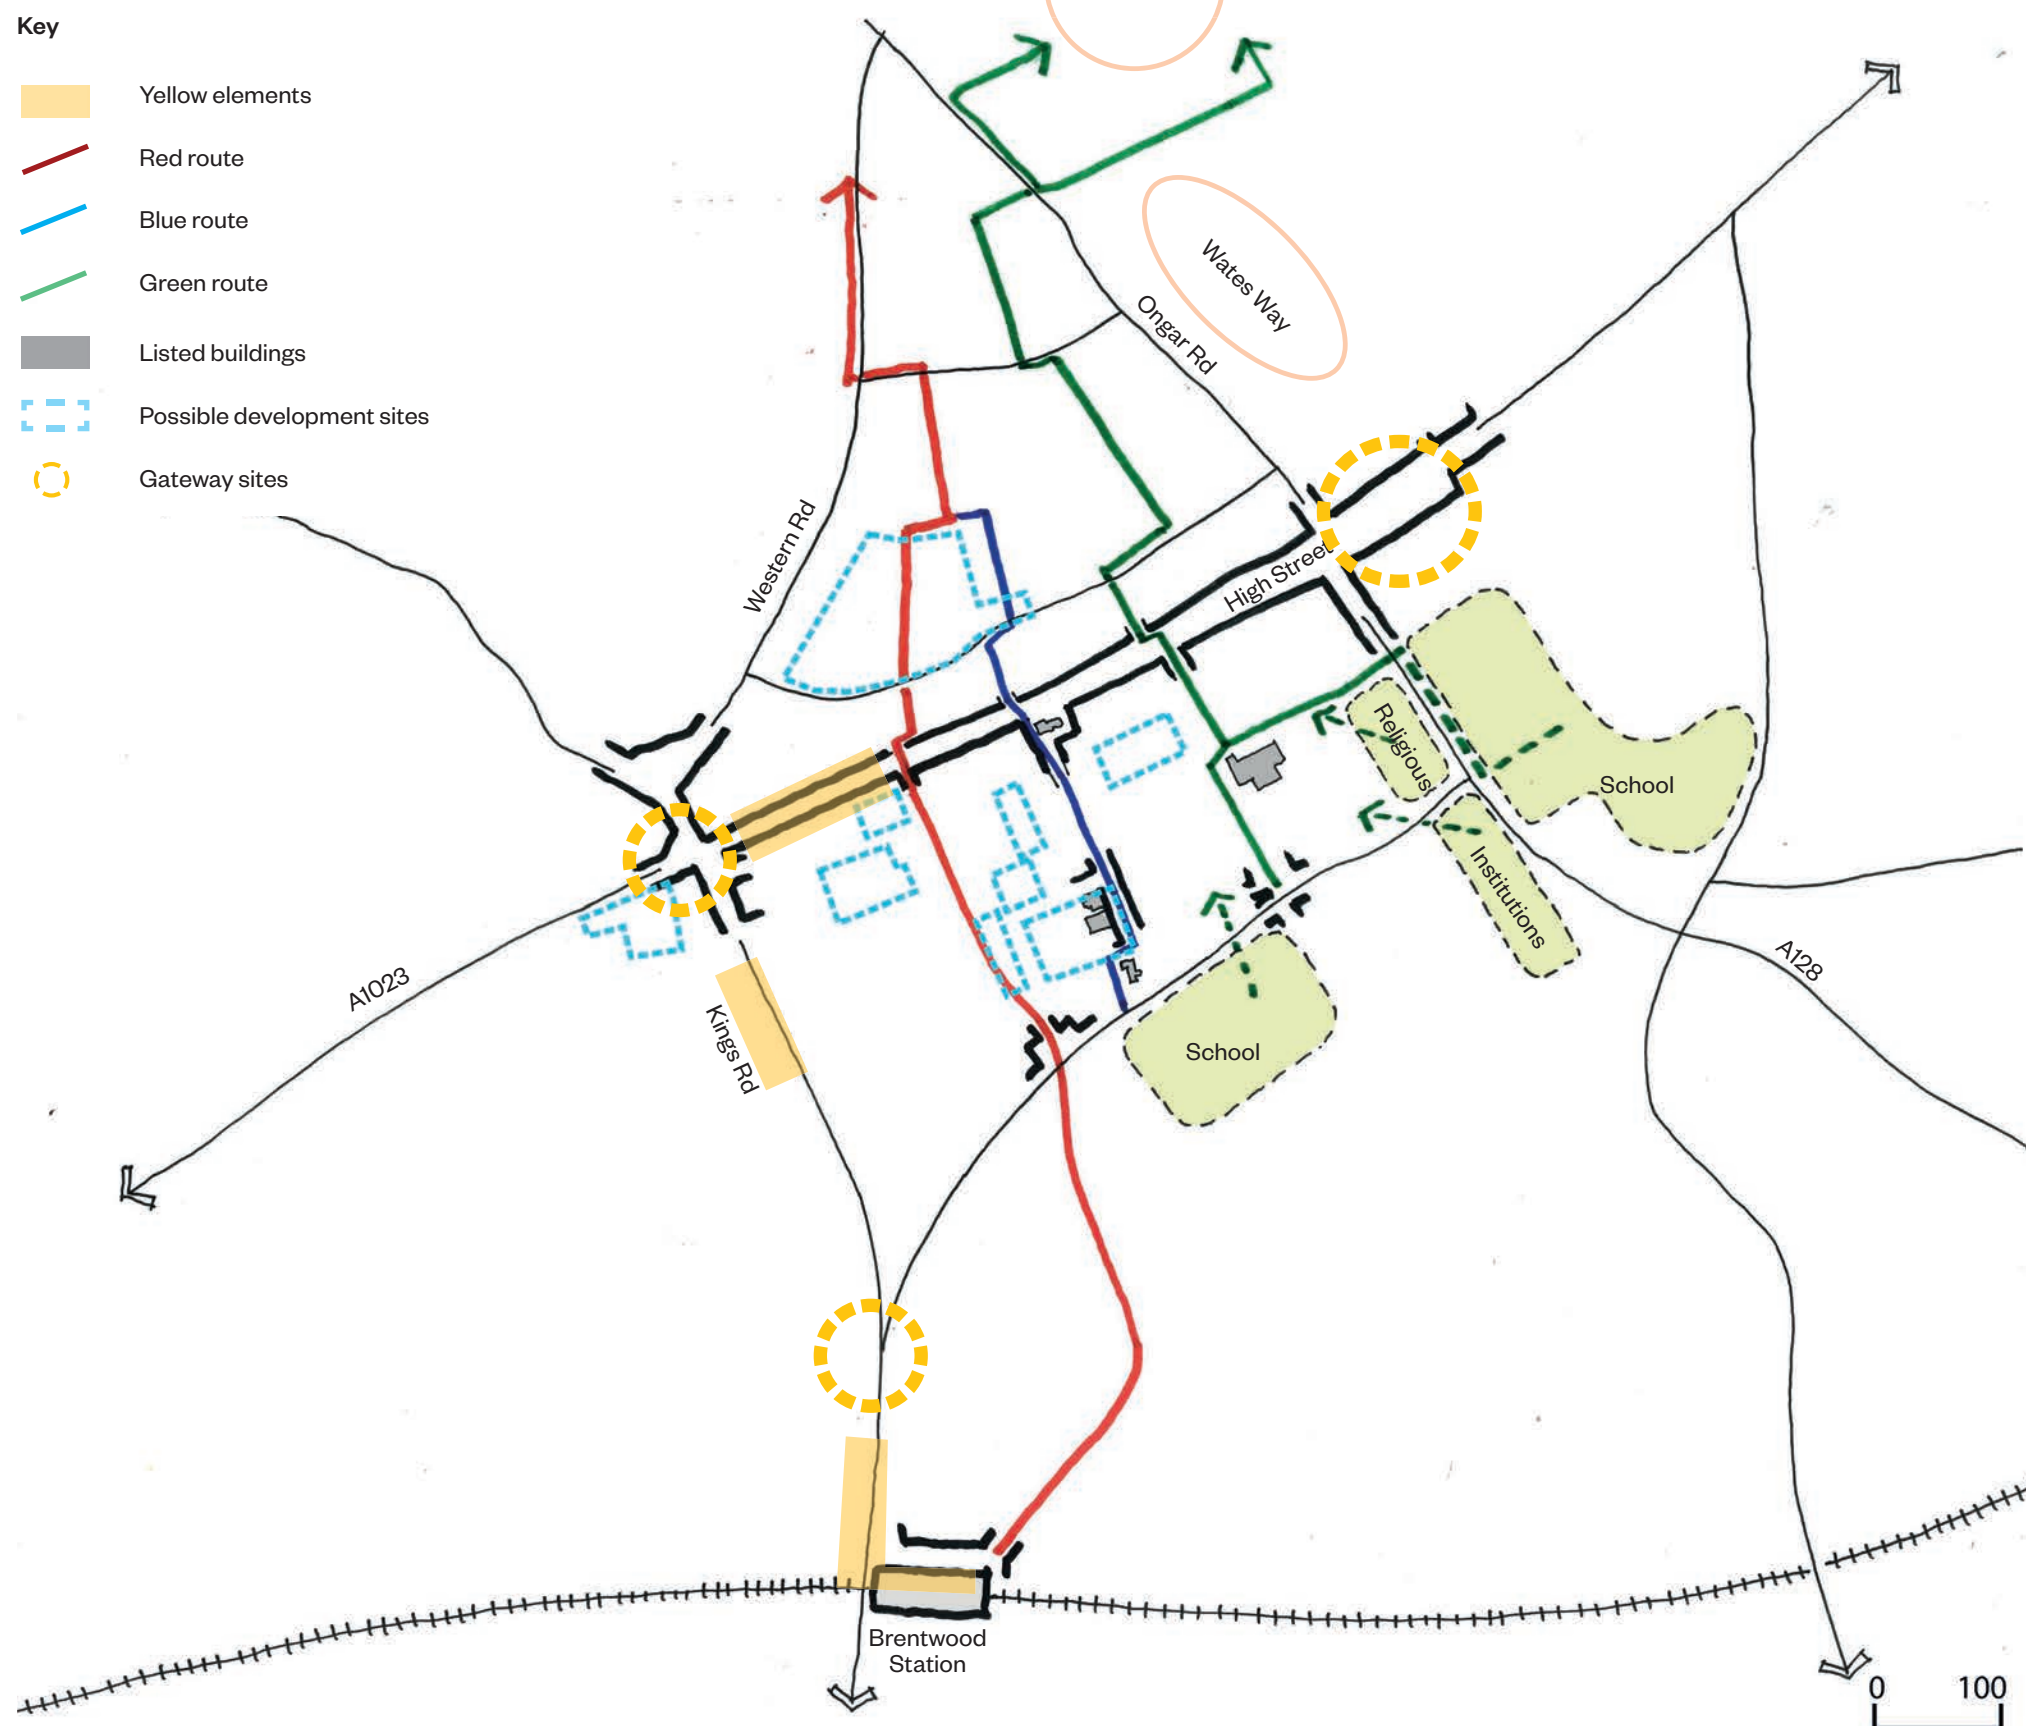 Key
Yellow elements
Red route
Blue route
Green route
Listed buildings
Possible development sites
Gateway sites
Wates Way
Ongar Rd
Western Rd
High Street
Religious
School
Institutions
A128
A1023
Kings Rd
School
Brentwood
Station
0 100